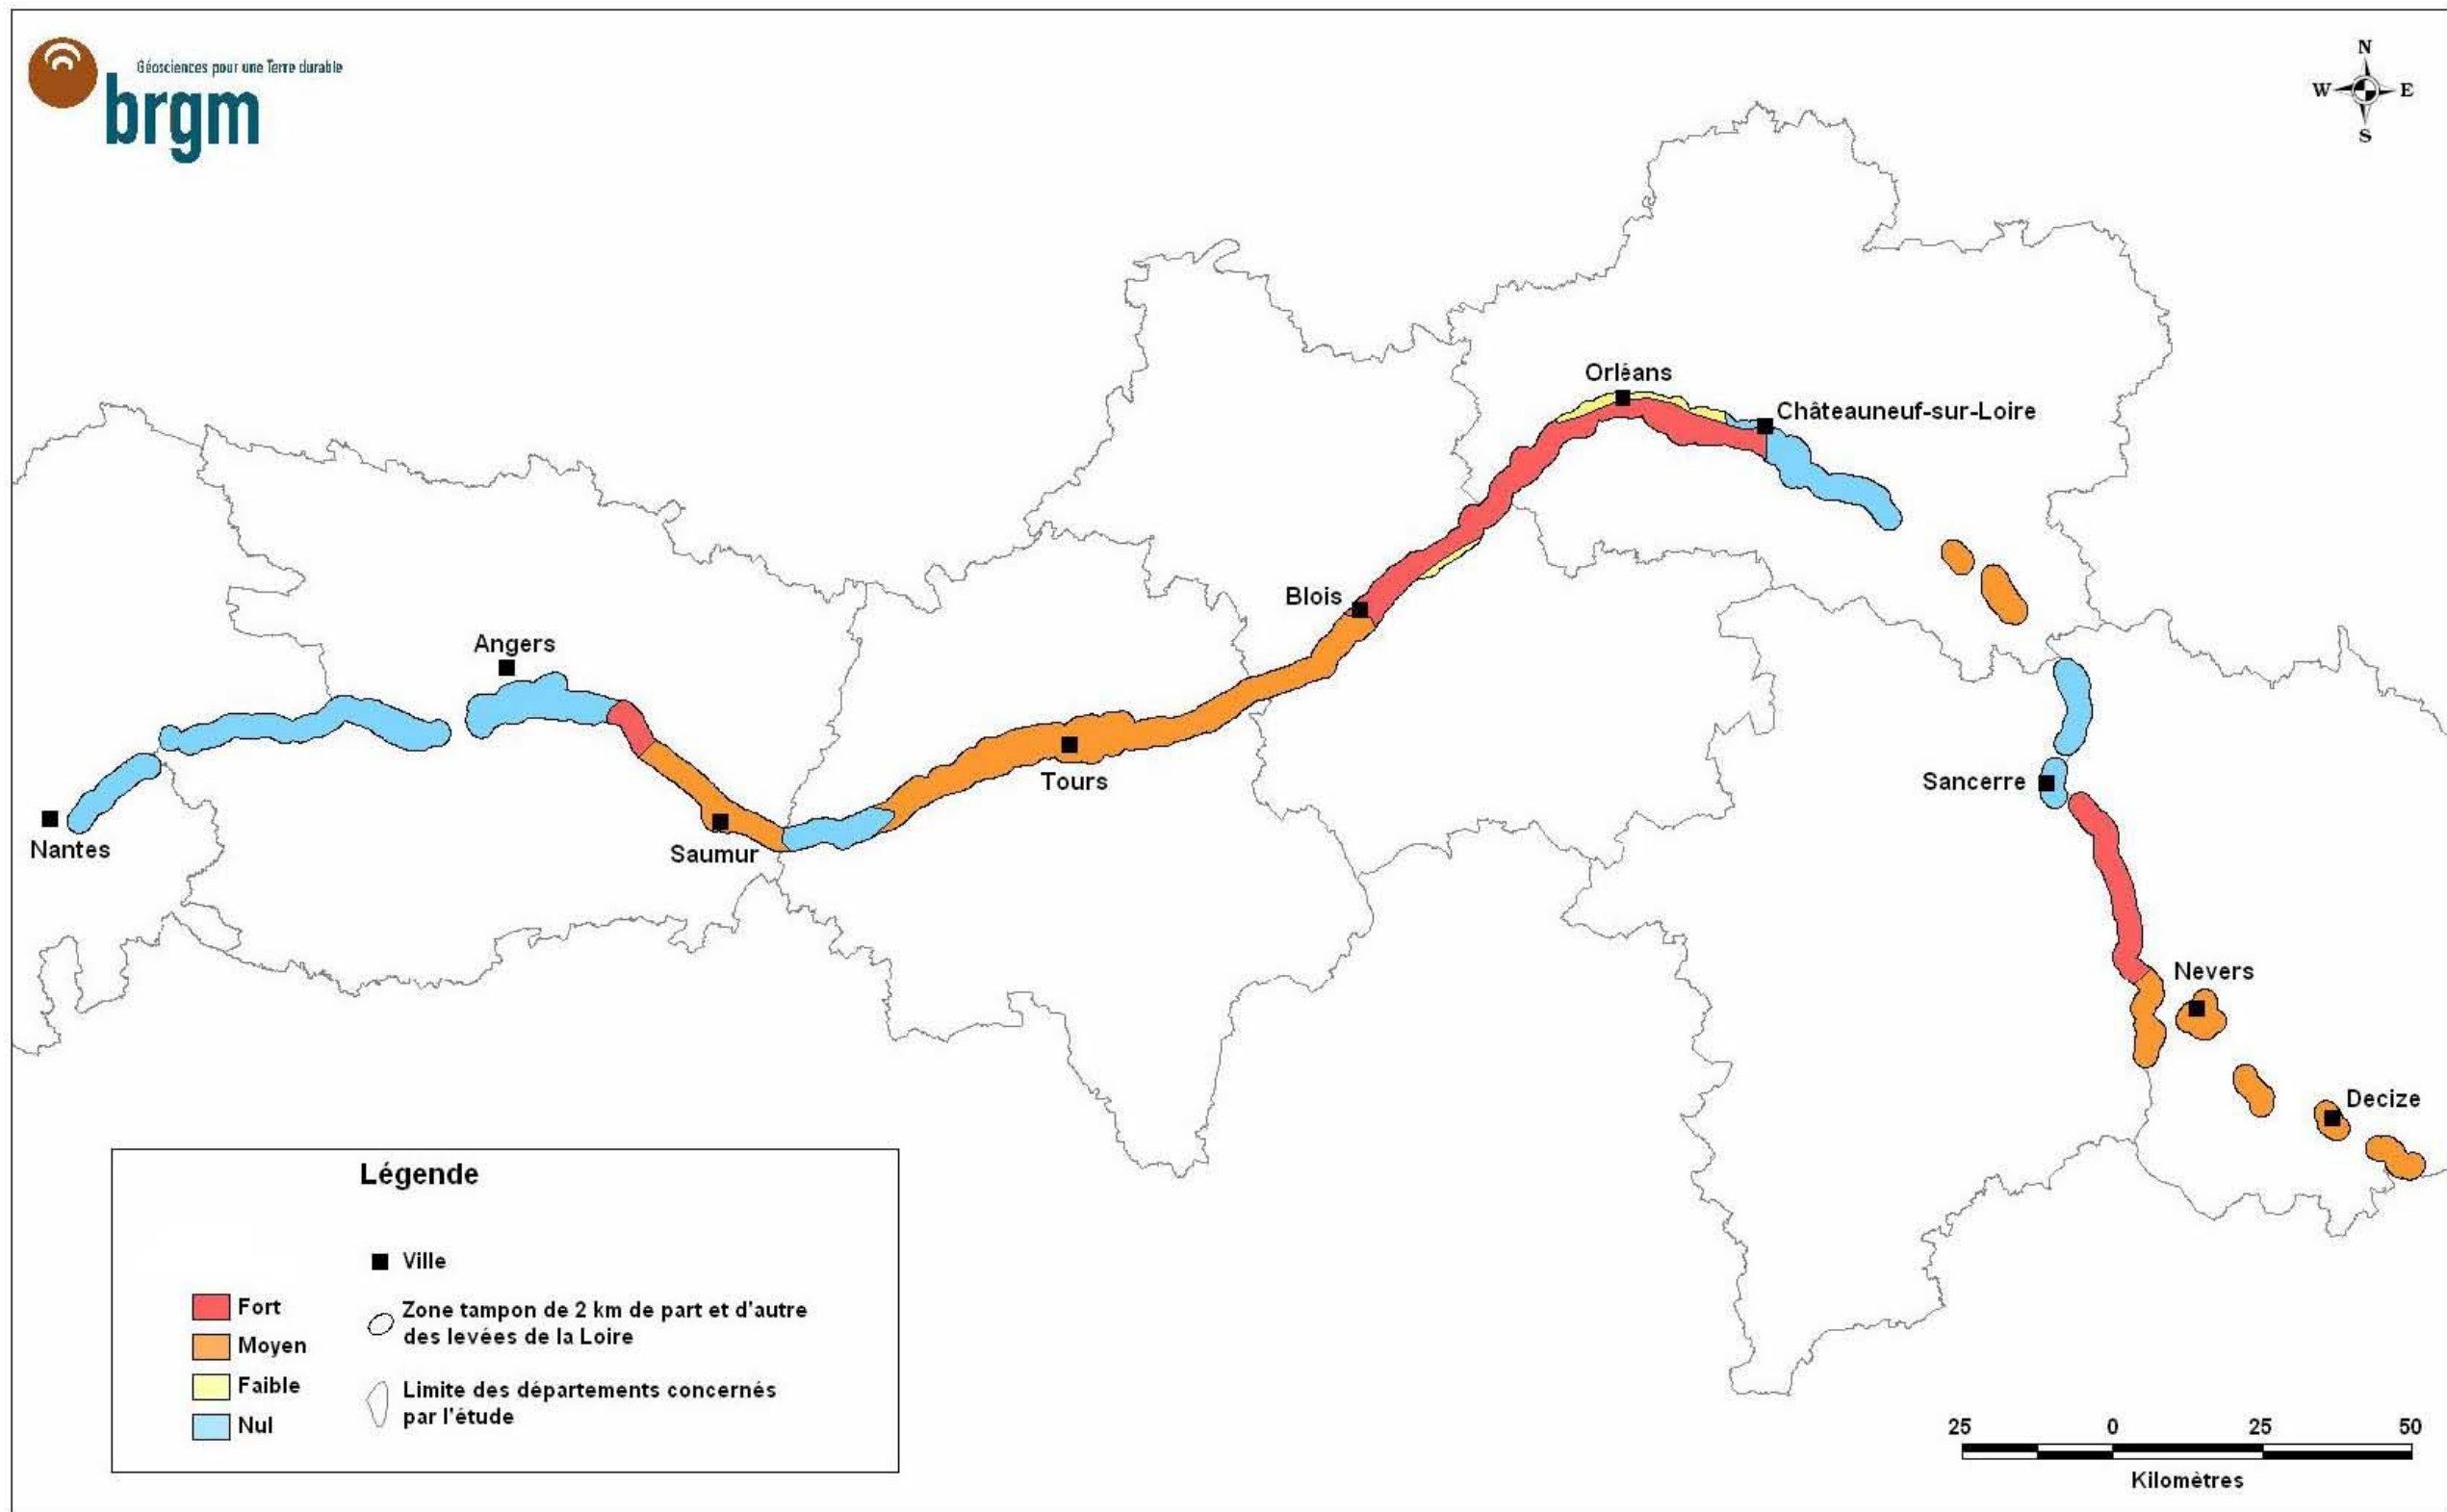 Géosciences pour une Terre durable
brgm
N
W
E
S
Orléans
Châteauneuf-sur-Loire
Blois
Angers
Tours
Sancerre
Nantes
Saumur
Nevers
Decize
Légende
Ville
Fort
Moyen
Faible
Nul
Zone tampon de 2 km de part et d'autre
des levées de la Loire
Limite des départements concernés
par l'étude
25 0 25 50
Kilomètres